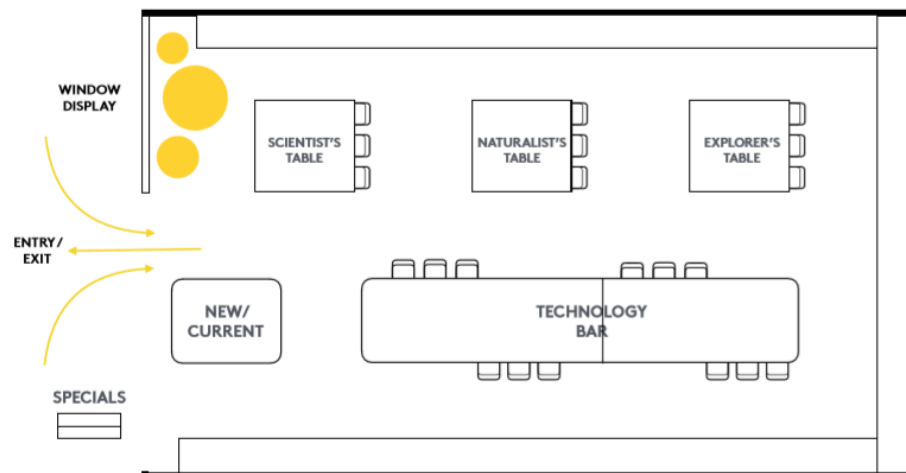 WINDOW
DISPLAY
SCIENTIST'S
TABLE
NATURALIST'S
TABLE
EXPLORER'S
TABLE
ENTRY/
EXIT
NEW/
CURRENT
TECHNOLOGY
BAR
SPECIALS